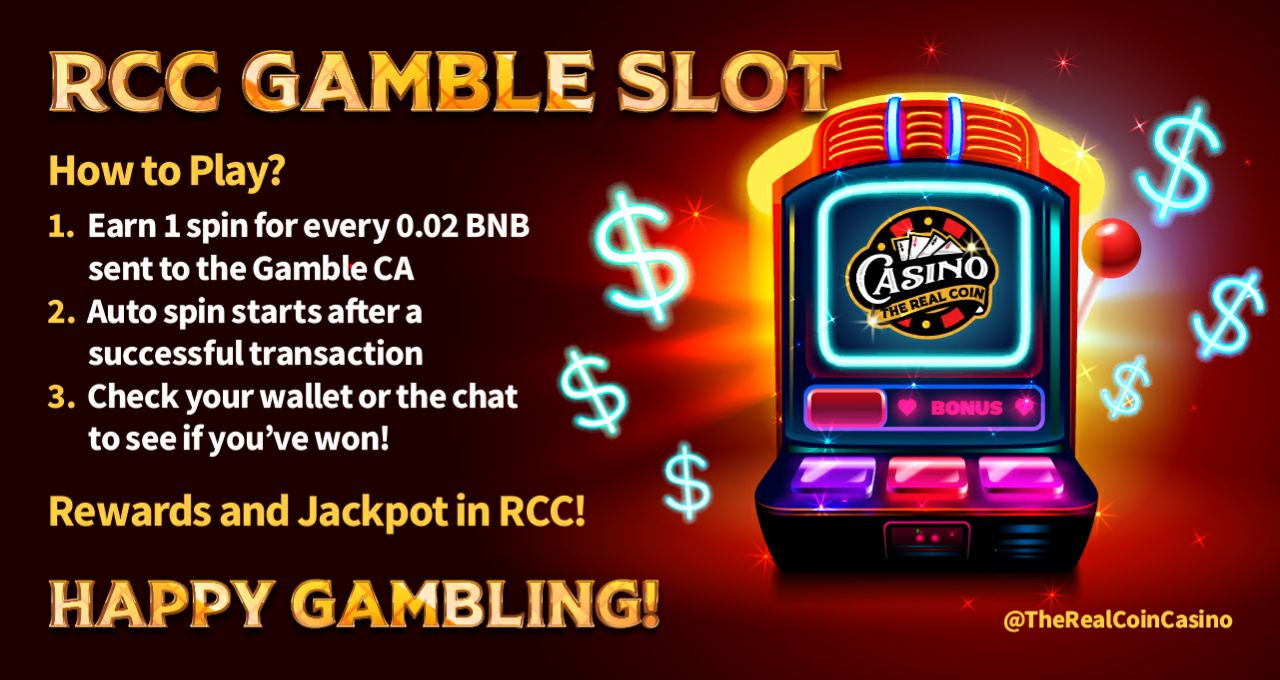 RCC GAMBLE SLOT
How to Play?
1. Earn 1 spin for every 0.02 BNB
sent to the Gamble CA
2. Auto spin starts after a
successful transaction
3. Check your wallet or the chat
to see if you’ve won!
Rewards and Jackpot in RCC!
HAPPY GAMBLING!
CASINO
THE REAL COIN
BONUS
@TheRealCoinCasino